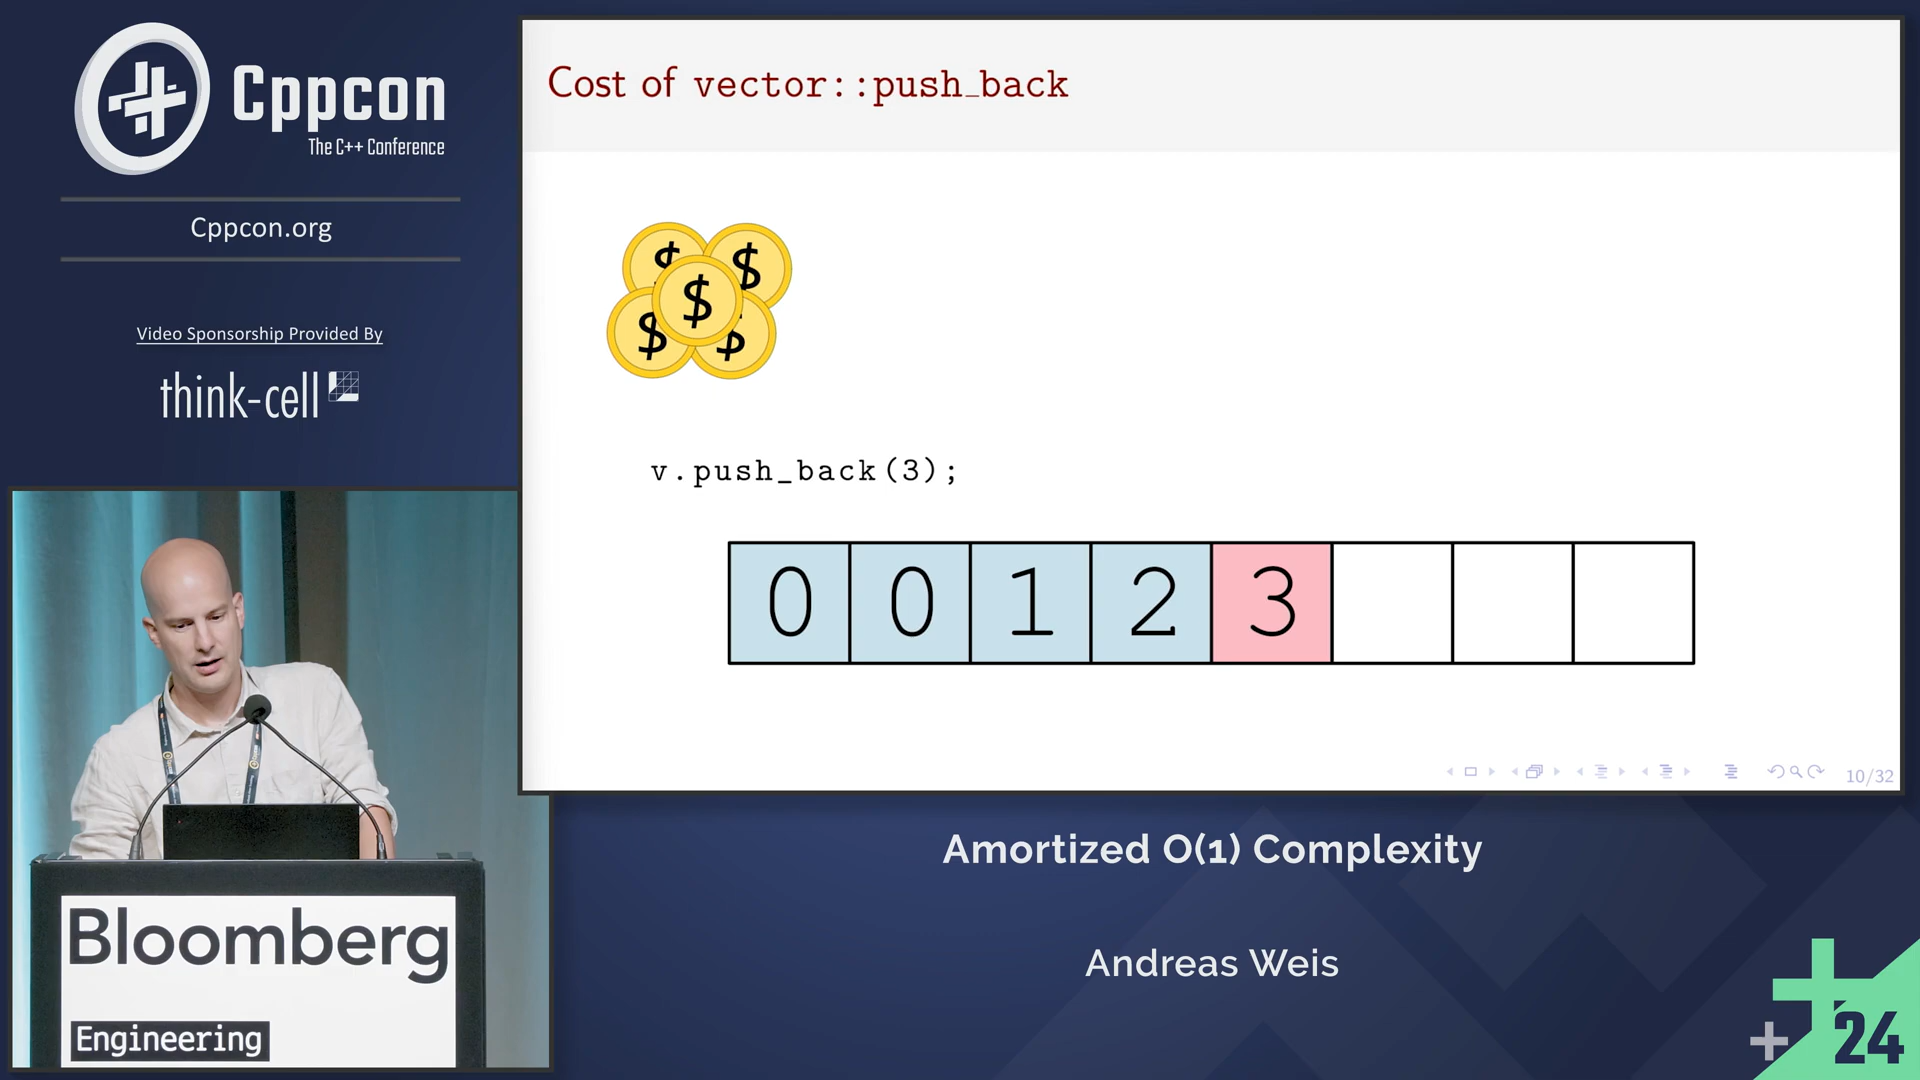 Cppcon
The C++ Conference
Cppcon.org
Video Sponsorship Provided By
think-cell
Bloomberg
Engineering
Cost of vector::push_back
$ $
$
$ $
v.push_back(3);
0 0 1 2 3
10/32
Amortized O(1) Complexity
Andreas Weis
24